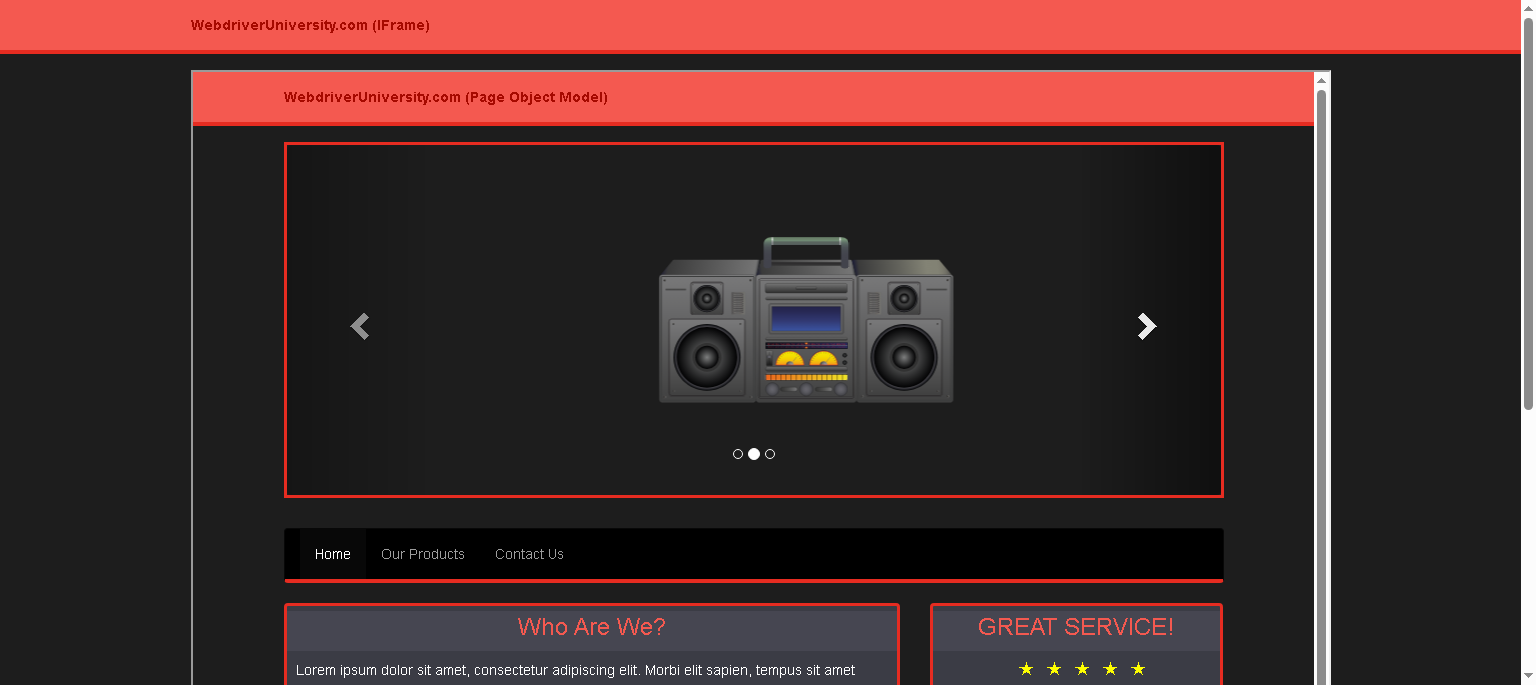 WebdriverUniversity.com (IFrame)
WebdriverUniversity.com (Page Object Model)
Home Our Products Contact Us
Who Are We?
GREAT SERVICE!
Lorem ipsum dolor sit amet, consectetur adipiscing elit. Morbi elit sapien, tempus sit amet